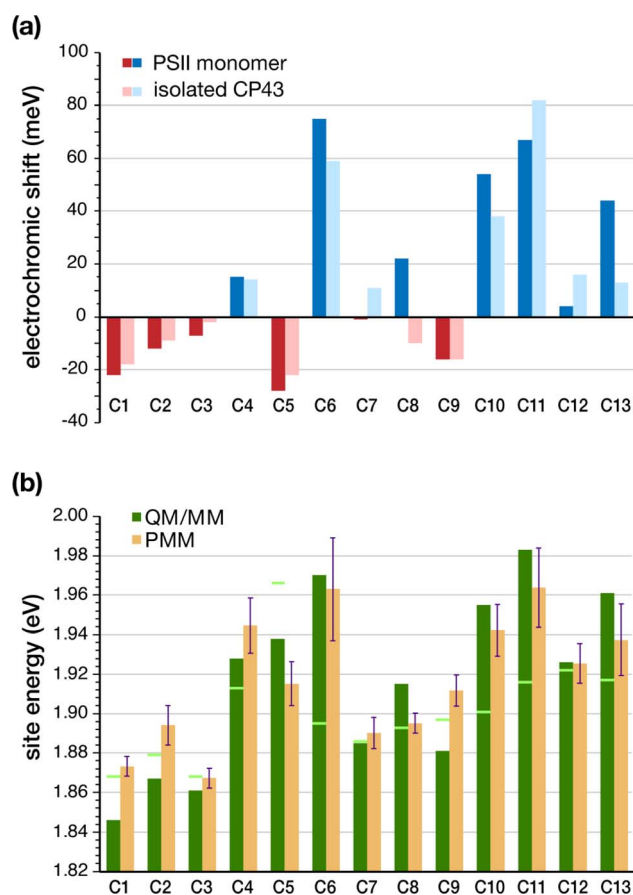 (a)
100
80
60
40
20
0
-20
-40
electrochromic shift (meV)
PSII monomer
isolated CP43
C1 C2 C3 C4 C5 C6 C7 C8 C9 C10 C11 C12 C13
(b)
2.00
1.98
1.96
1.94
1.92
1.90
1.88
1.86
1.84
1.82
site energy (eV)
QM/MM
PMM
C1 C2 C3 C4 C5 C6 C7 C8 C9 C10 C11 C12 C13